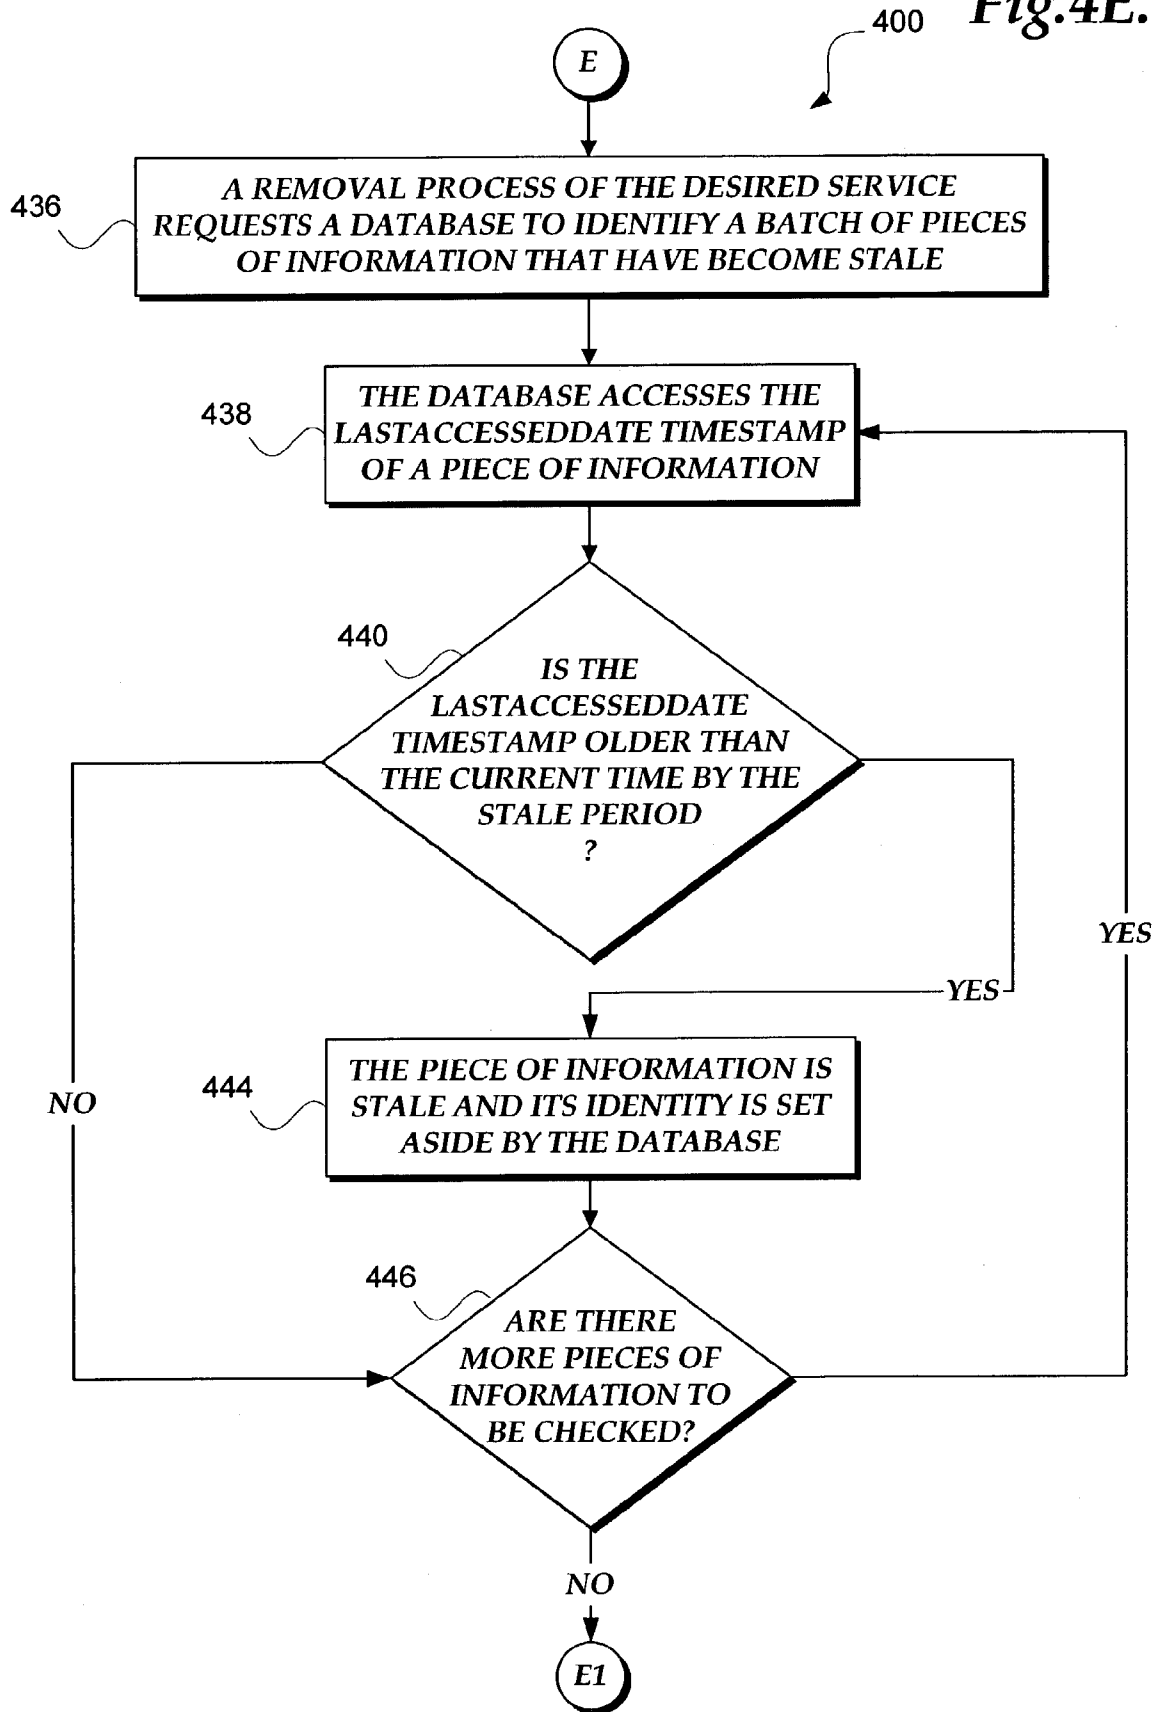 Fig.4E.
400
E
436
A REMOVAL PROCESS OF THE DESIRED SERVICE
REQUESTS A DATABASE TO IDENTIFY A BATCH OF PIECES
OF INFORMATION THAT HAVE BECOME STALE
438
THE DATABASE ACCESSES THE
LASTACCESSEDDATE TIMESTAMP
OF A PIECE OF INFORMATION
440
IS THE
LASTACCESSEDDATE
TIMESTAMP OLDER THAN
THE CURRENT TIME BY THE
STALE PERIOD
?
YES
YES
NO
444
THE PIECE OF INFORMATION IS
STALE AND ITS IDENTITY IS SET
ASIDE BY THE DATABASE
446
ARE THERE
MORE PIECES OF
INFORMATION TO
BE CHECKED?
NO
E1